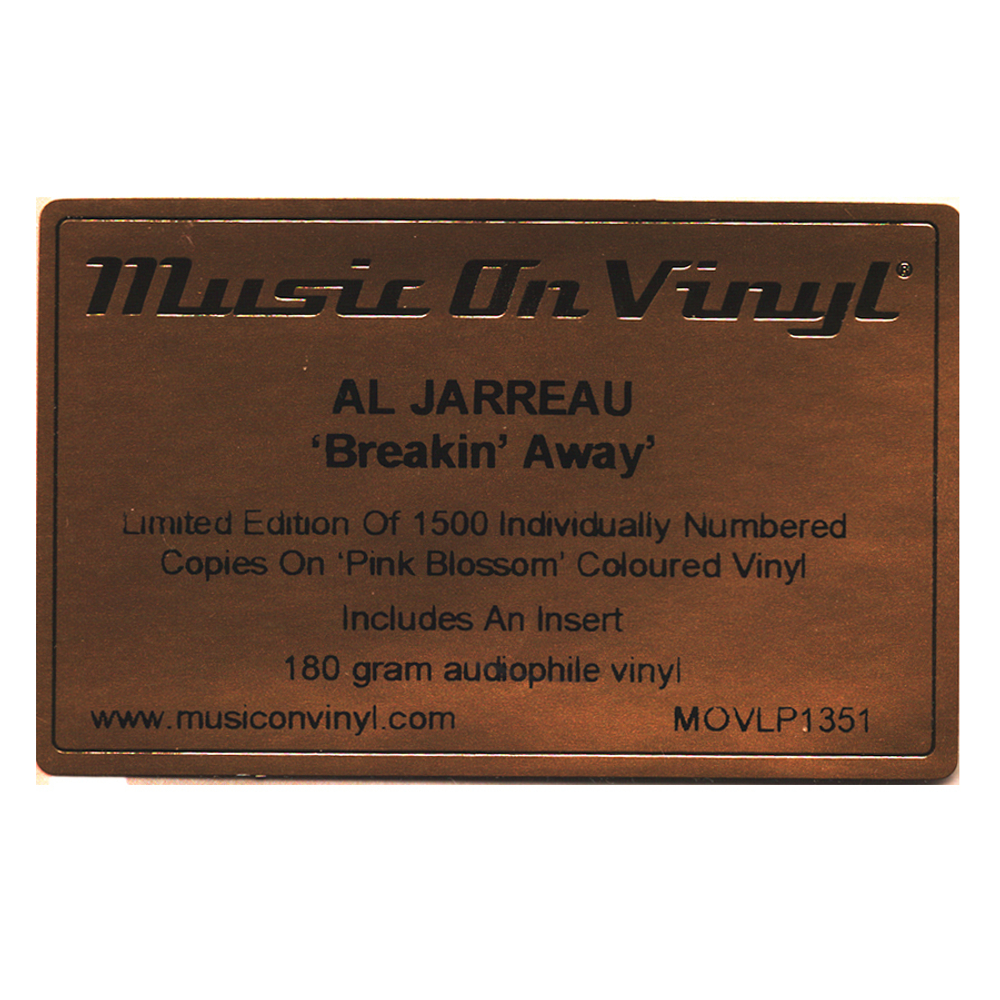 Music On Vinyl®
AL JARREAU
‘Breakin’ Away’
Limited Edition Of 1500 Individually Numbered
Copies On ‘Pink Blossom’ Coloured Vinyl
Includes An Insert
180 gram audiophile vinyl
www.musiconvinyl.com MOVLP1351